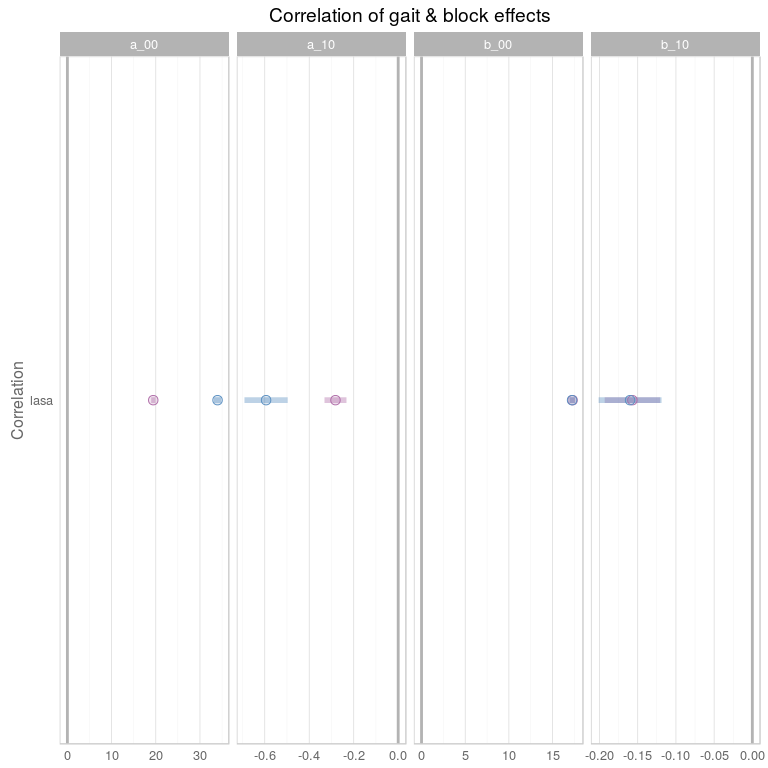 Correlation of gait & block effects
a_00 a_10 b_00 b_10
Correlation
lasa
0 10 20 30 -0.6 -0.4 -0.2 0.0 0 5 10 15 -0.20 -0.15 -0.10 -0.05 0.00